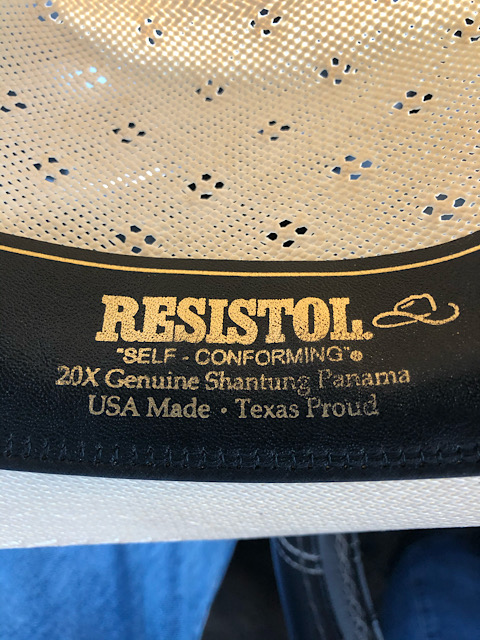 RESISTOL®
"SELF-CONFORMING"®
20X Genuine Shantung Panama
USA Made · Texas Proud